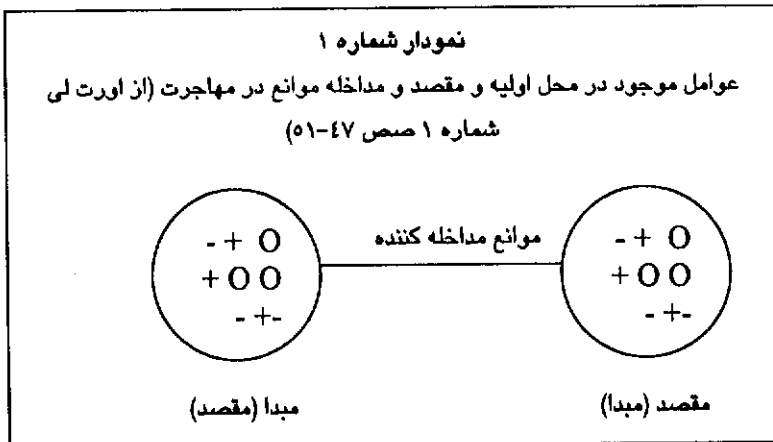 نمودار شماره ۱
عوامل موجود در محل اولیه و مقصد و مداخله موانع در مهاجرت (از اورت لی
شماره ۱ صص ٤٧-٥١)
موانع مداخله کننده
- + O
+ O O
- +-
- + O
+ O O
- +-
مقصد (مبدا)
مبدا (مقصد)